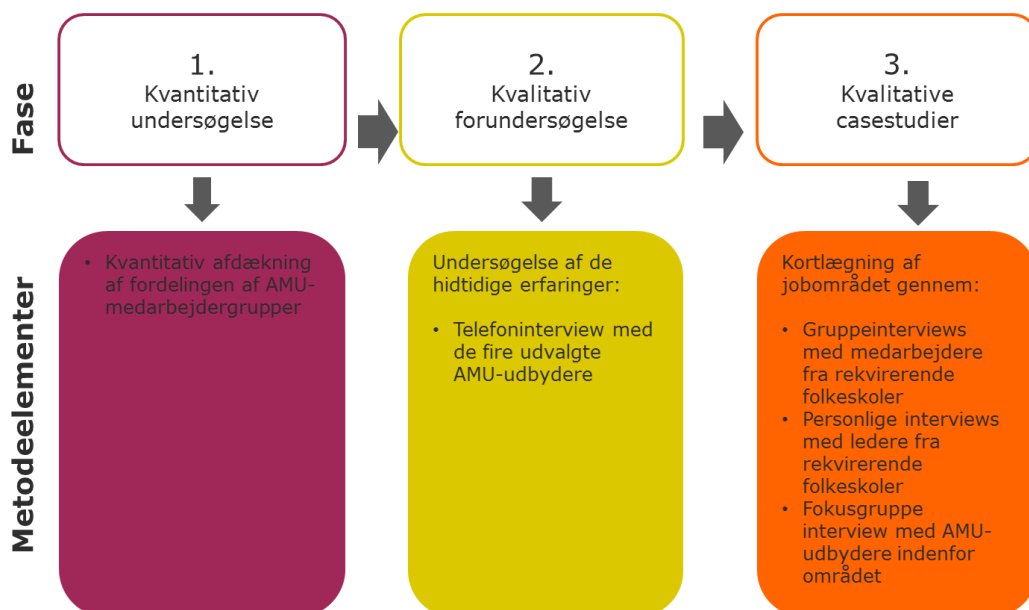 Fase
1.
Kvantitativ
undersøgelse
2.
Kvalitativ
forundersøgelse
3.
Kvalitative
casestudier
Metodeelementer
• Kvantitativ afdækning
af fordelingen af AMU-
medarbejdergrupper
Undersøgelse af de
hidtidige erfaringer:
• Telefoninterview med
de fire udvalgte
AMU-udbydere
Kortlægning af
jobområdet gennem:
• Gruppeinterviews
med medarbejdere
fra rekvirerende
folkeskoler
• Personlige interviews
med ledere fra
rekvirerende
folkeskoler
• Fokusgruppe
interview med AMU-
udbydere indenfor
området